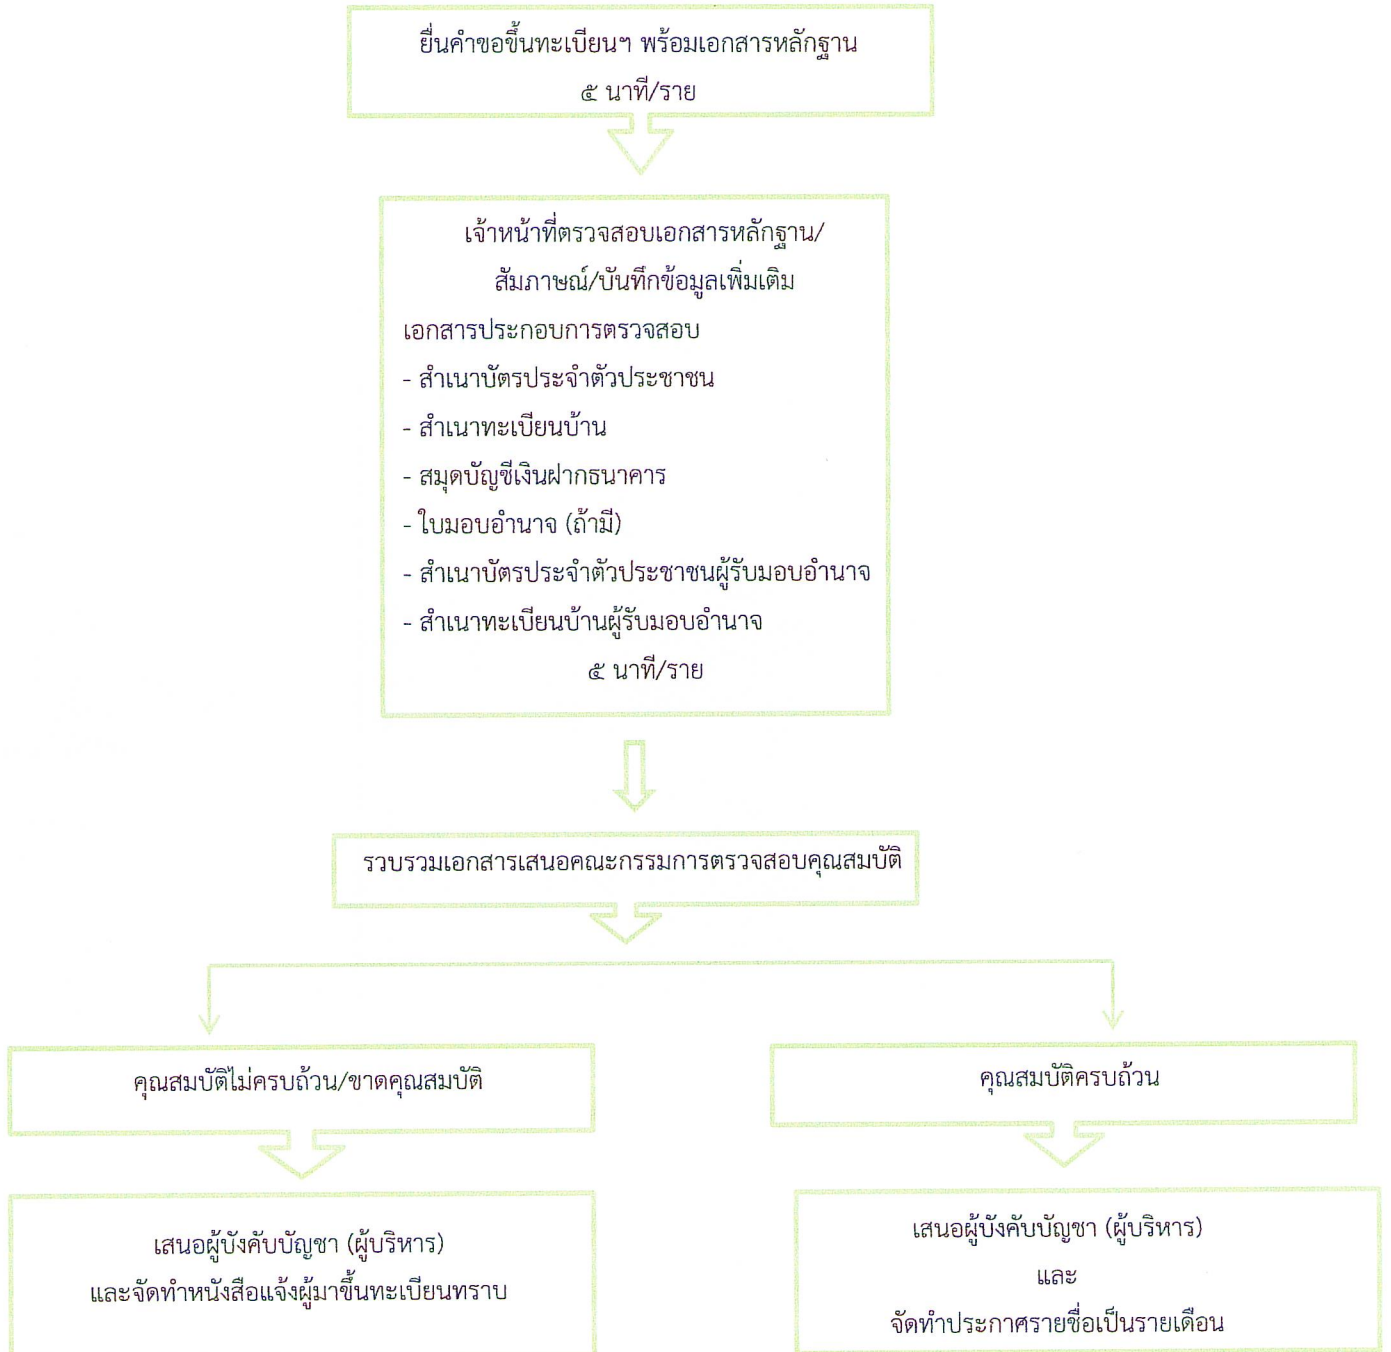 ยื่นคำขอขึ้นทะเบียนฯ พร้อมเอกสารหลักฐาน
๕ นาที/ราย
เจ้าหน้าที่ตรวจสอบเอกสารหลักฐาน/
สัมภาษณ์/บันทึกข้อมูลเพิ่มเติม
เอกสารประกอบการตรวจสอบ
- สำเนาบัตรประจำตัวประชาชน
- สำเนาทะเบียนบ้าน
- สมุดบัญชีเงินฝากธนาคาร
- ใบมอบอำนาจ (ถ้ามี)
- สำเนาบัตรประจำตัวประชาชนผู้รับมอบอำนาจ
- สำเนาทะเบียนบ้านผู้รับมอบอำนาจ
๕ นาที/ราย
รวบรวมเอกสารเสนอคณะกรรมการตรวจสอบคุณสมบัติ
คุณสมบัติไม่ครบถ้วน/ขาดคุณสมบัติ
เสนอผู้บังคับบัญชา (ผู้บริหาร)
และจัดทำหนังสือแจ้งผู้มาขึ้นทะเบียนทราบ
คุณสมบัติครบถ้วน
เสนอผู้บังคับบัญชา (ผู้บริหาร)
และ
จัดทำประกาศรายชื่อเป็นรายเดือน